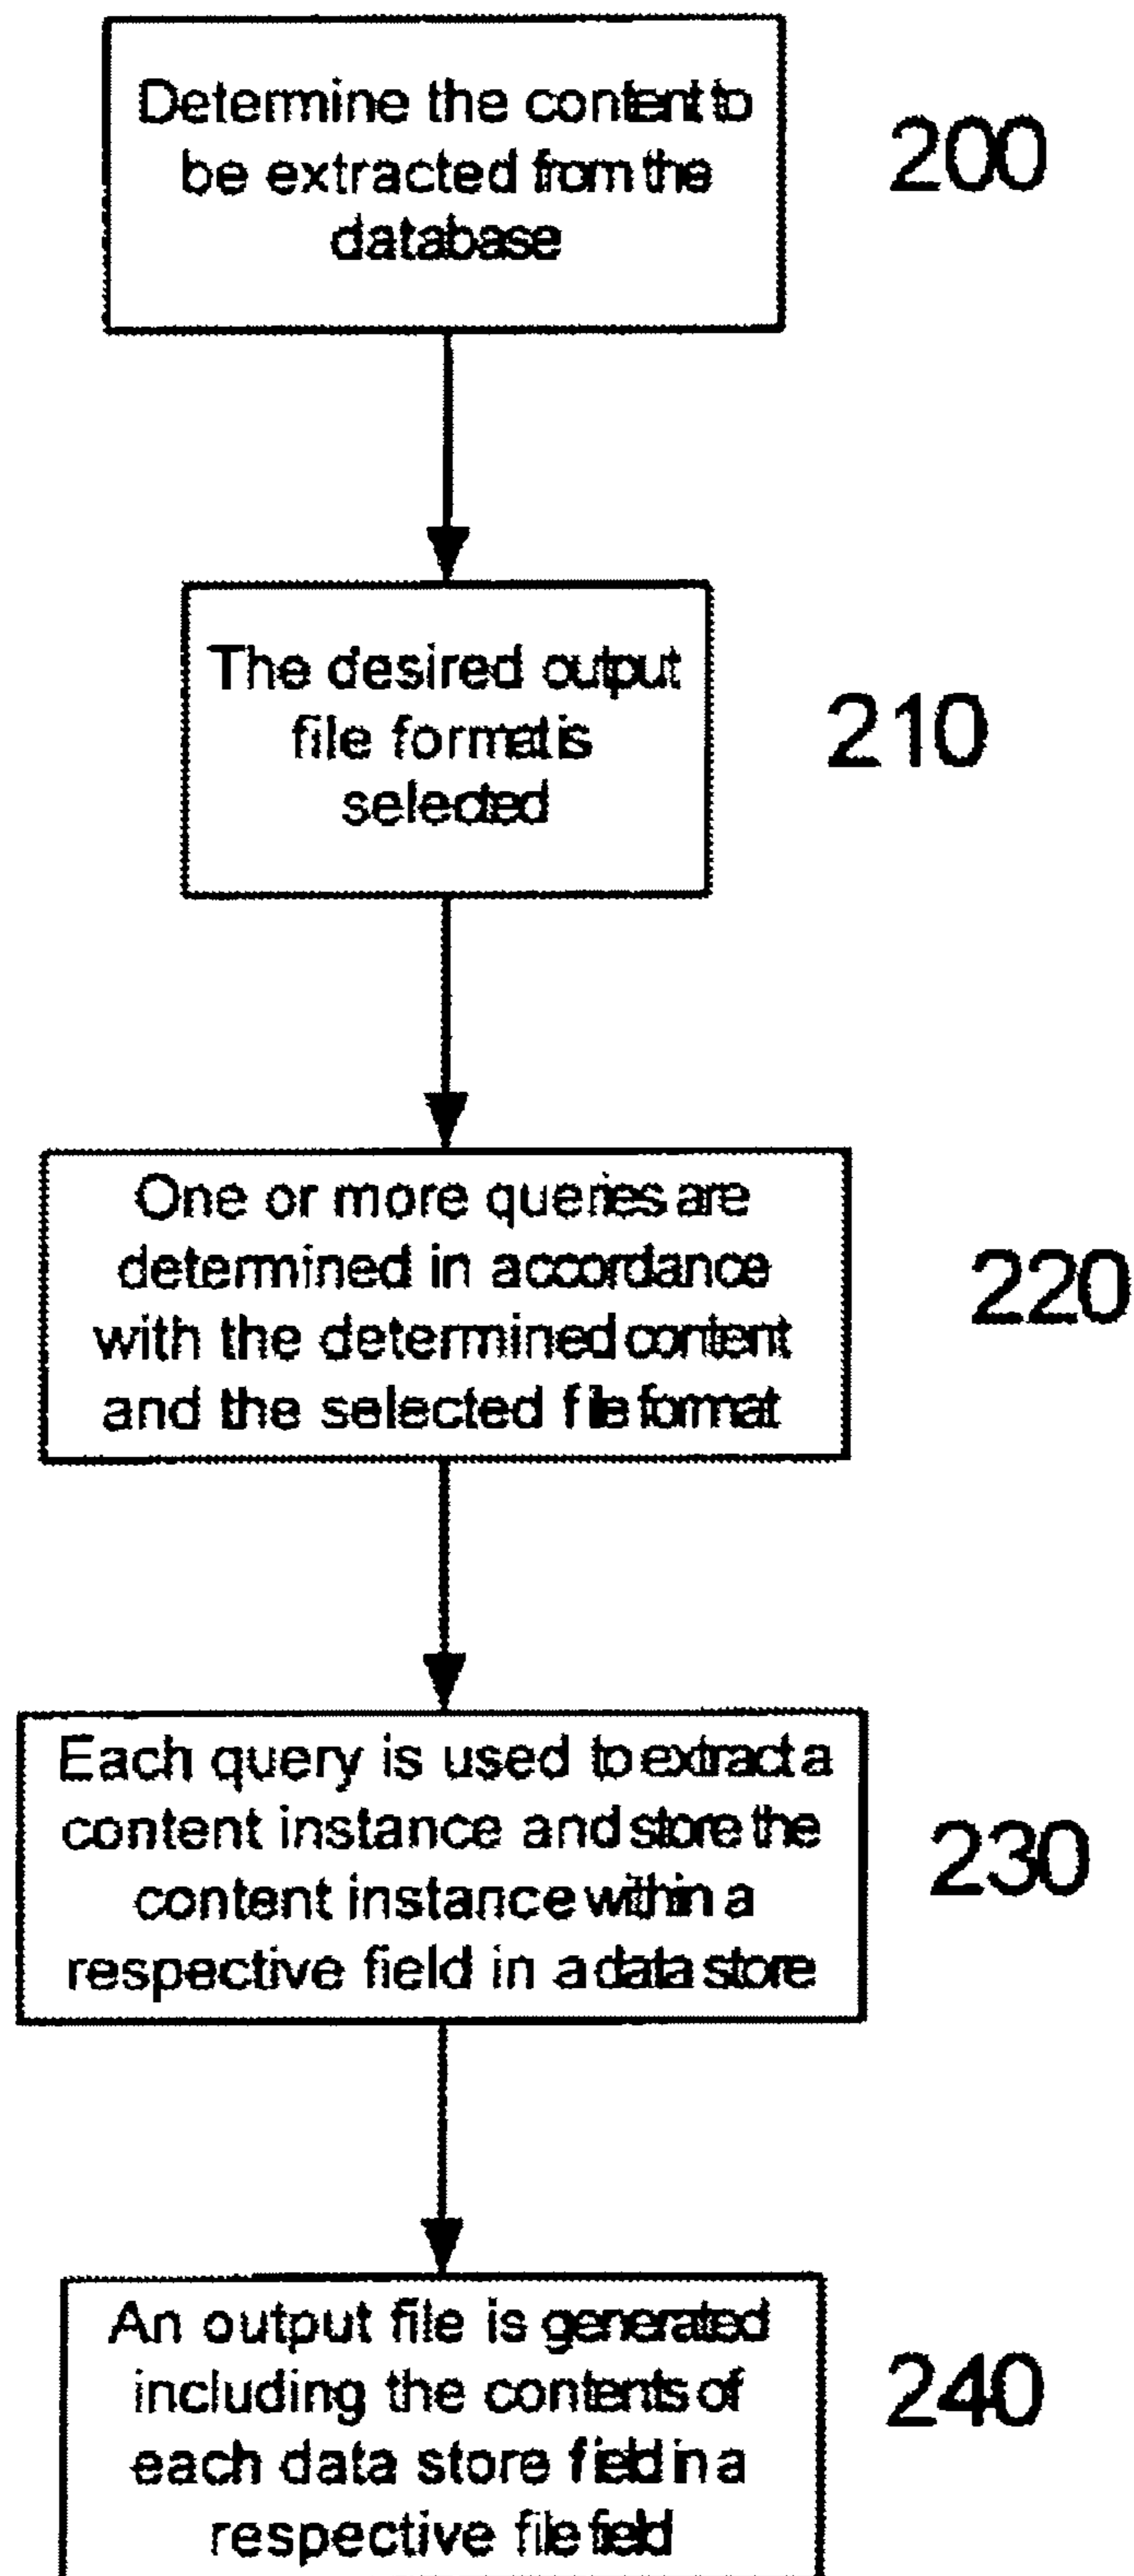 Determine the content to
be extracted from the
database
200
The desired output
file format is
selected
210
One or more queries are
determined in accordance
with the determined content
and the selected file format
220
Each query is used to extract a
content instance and store the
content instance within a
respective field in a data store
230
An output file is generated
including the contents of
each data store field in a
respective file field
240